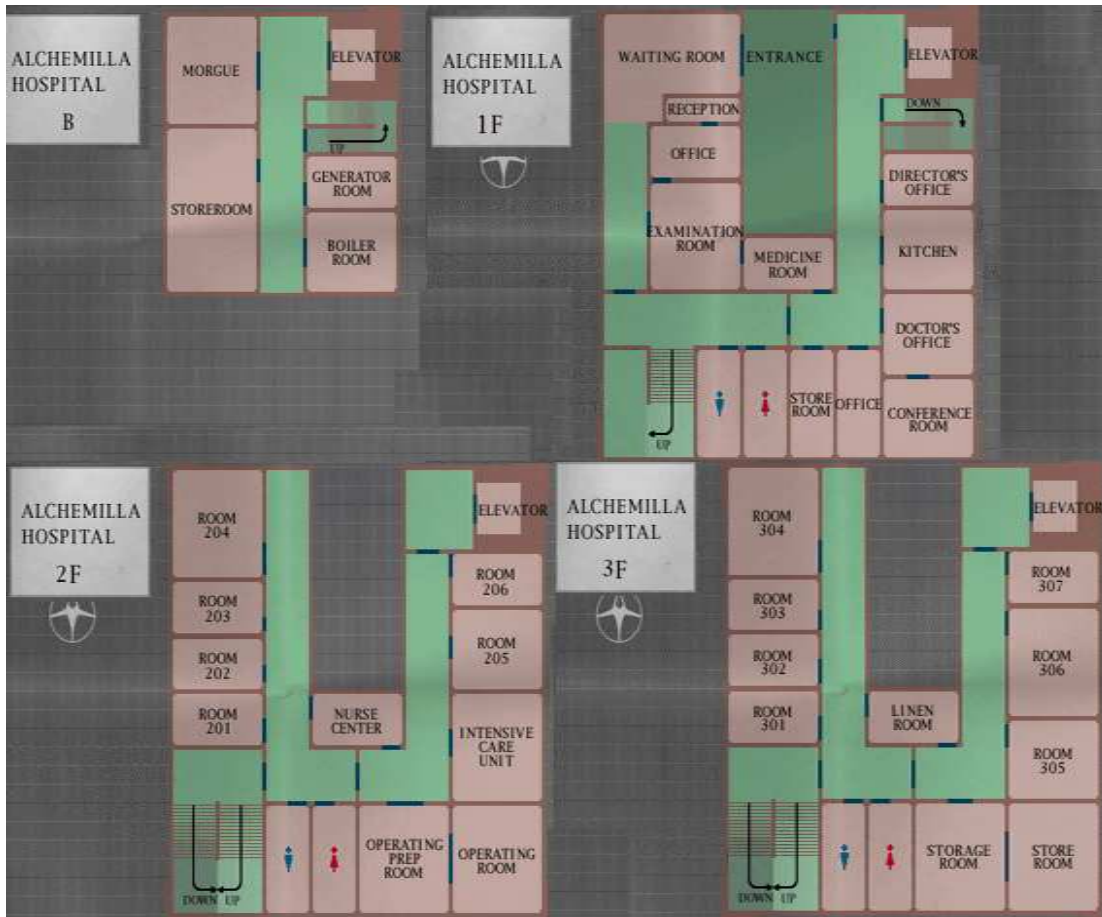 ALCHEMILLA
HOSPITAL
B
MORGUE
ELEVATOR
UP
GENERATOR
ROOM
STOREROOM
BOILER
ROOM
ALCHEMILLA
HOSPITAL
1F
WAITING ROOM
ENTRANCE
ELEVATOR
RECEPTION
DOWN
OFFICE
DIRECTOR'S
OFFICE
EXAMINATION
ROOM
MEDICINE
ROOM
KITCHEN
DOCTOR'S
OFFICE
STORE
ROOM
OFFICE
CONFERENCE
ROOM
UP
ALCHEMILLA
HOSPITAL
2F
ROOM
204
ELEVATOR
ROOM
203
ROOM
206
ROOM
202
ROOM
205
ROOM
201
NURSE
CENTER
INTENSIVE
CARE
UNIT
OPERATING
PREP
ROOM
OPERATING
ROOM
DOWN UP
ALCHEMILLA
HOSPITAL
3F
ROOM
304
ELEVATOR
ROOM
303
ROOM
307
ROOM
302
ROOM
306
ROOM
301
LINEN
ROOM
ROOM
305
STORAGE
ROOM
STORE
ROOM
DOWN UP